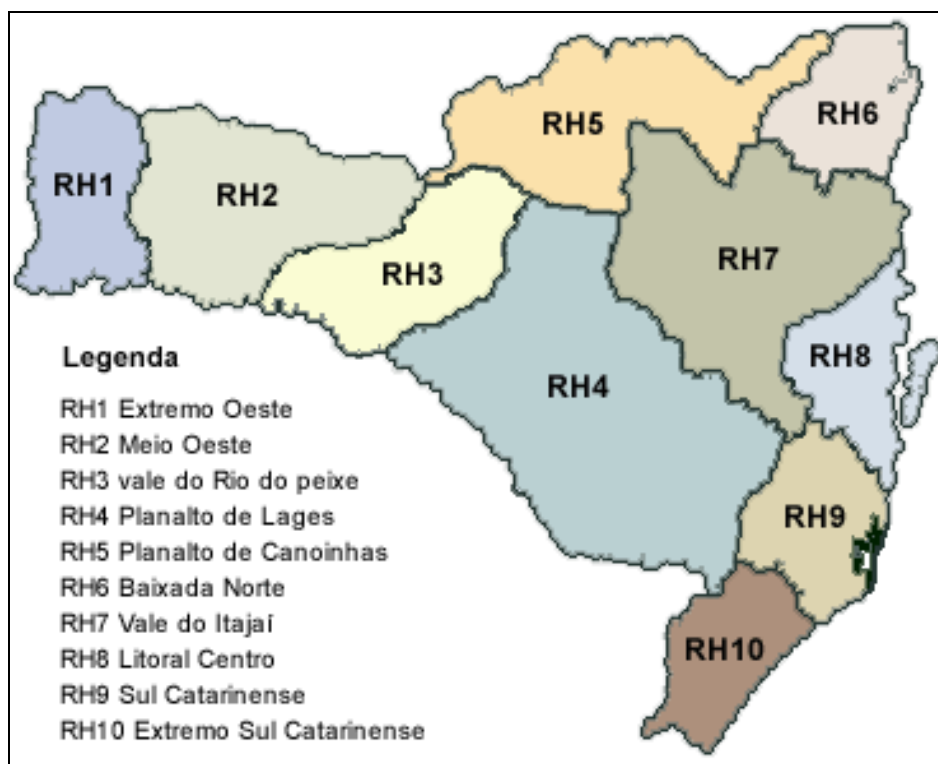 RH1
RH2
RH3
RH4
RH5
RH6
RH7
RH8
RH9
RH10
Legenda
RH1 Extremo Oeste
RH2 Meio Oeste
RH3 vale do Rio do peixe
RH4 Planalto de Lages
RH5 Planalto de Canoinhas
RH6 Baixada Norte
RH7 Vale do Itajaí
RH8 Litoral Centro
RH9 Sul Catarinense
RH10 Extremo Sul Catarinense